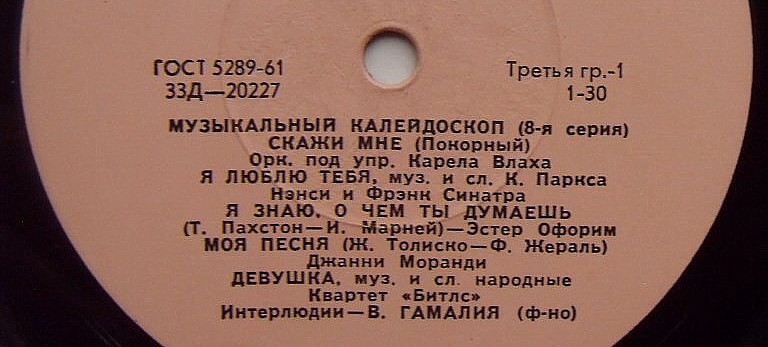 ГОСТ 5289-61
Третья гр.-1
33Д—20227
1-30
МУЗЫКАЛЬНЫЙ КАЛЕЙДОСКОП (8-я серия)
СКАЖИ МНЕ (Покорный)
Орк. под упр. Карела Влаха
Я ЛЮБЛЮ ТЕБЯ, муз. и сл. К. Паркса
Нэнси и Фрэнк Синатра
Я ЗНАЮ, О ЧЕМ ТЫ ДУМАЕШЬ
(Т. Пахстон—И. Марней)—Эстер Офорим
МОЯ ПЕСНЯ (Ж. Толиско—Ф. Жераль)
Джанни Моранди
ДЕВУШКА, муз. и сл. народные
Квартет «Битлс»
Интерлюдии—В. ГАМАЛИЯ (ф-но)